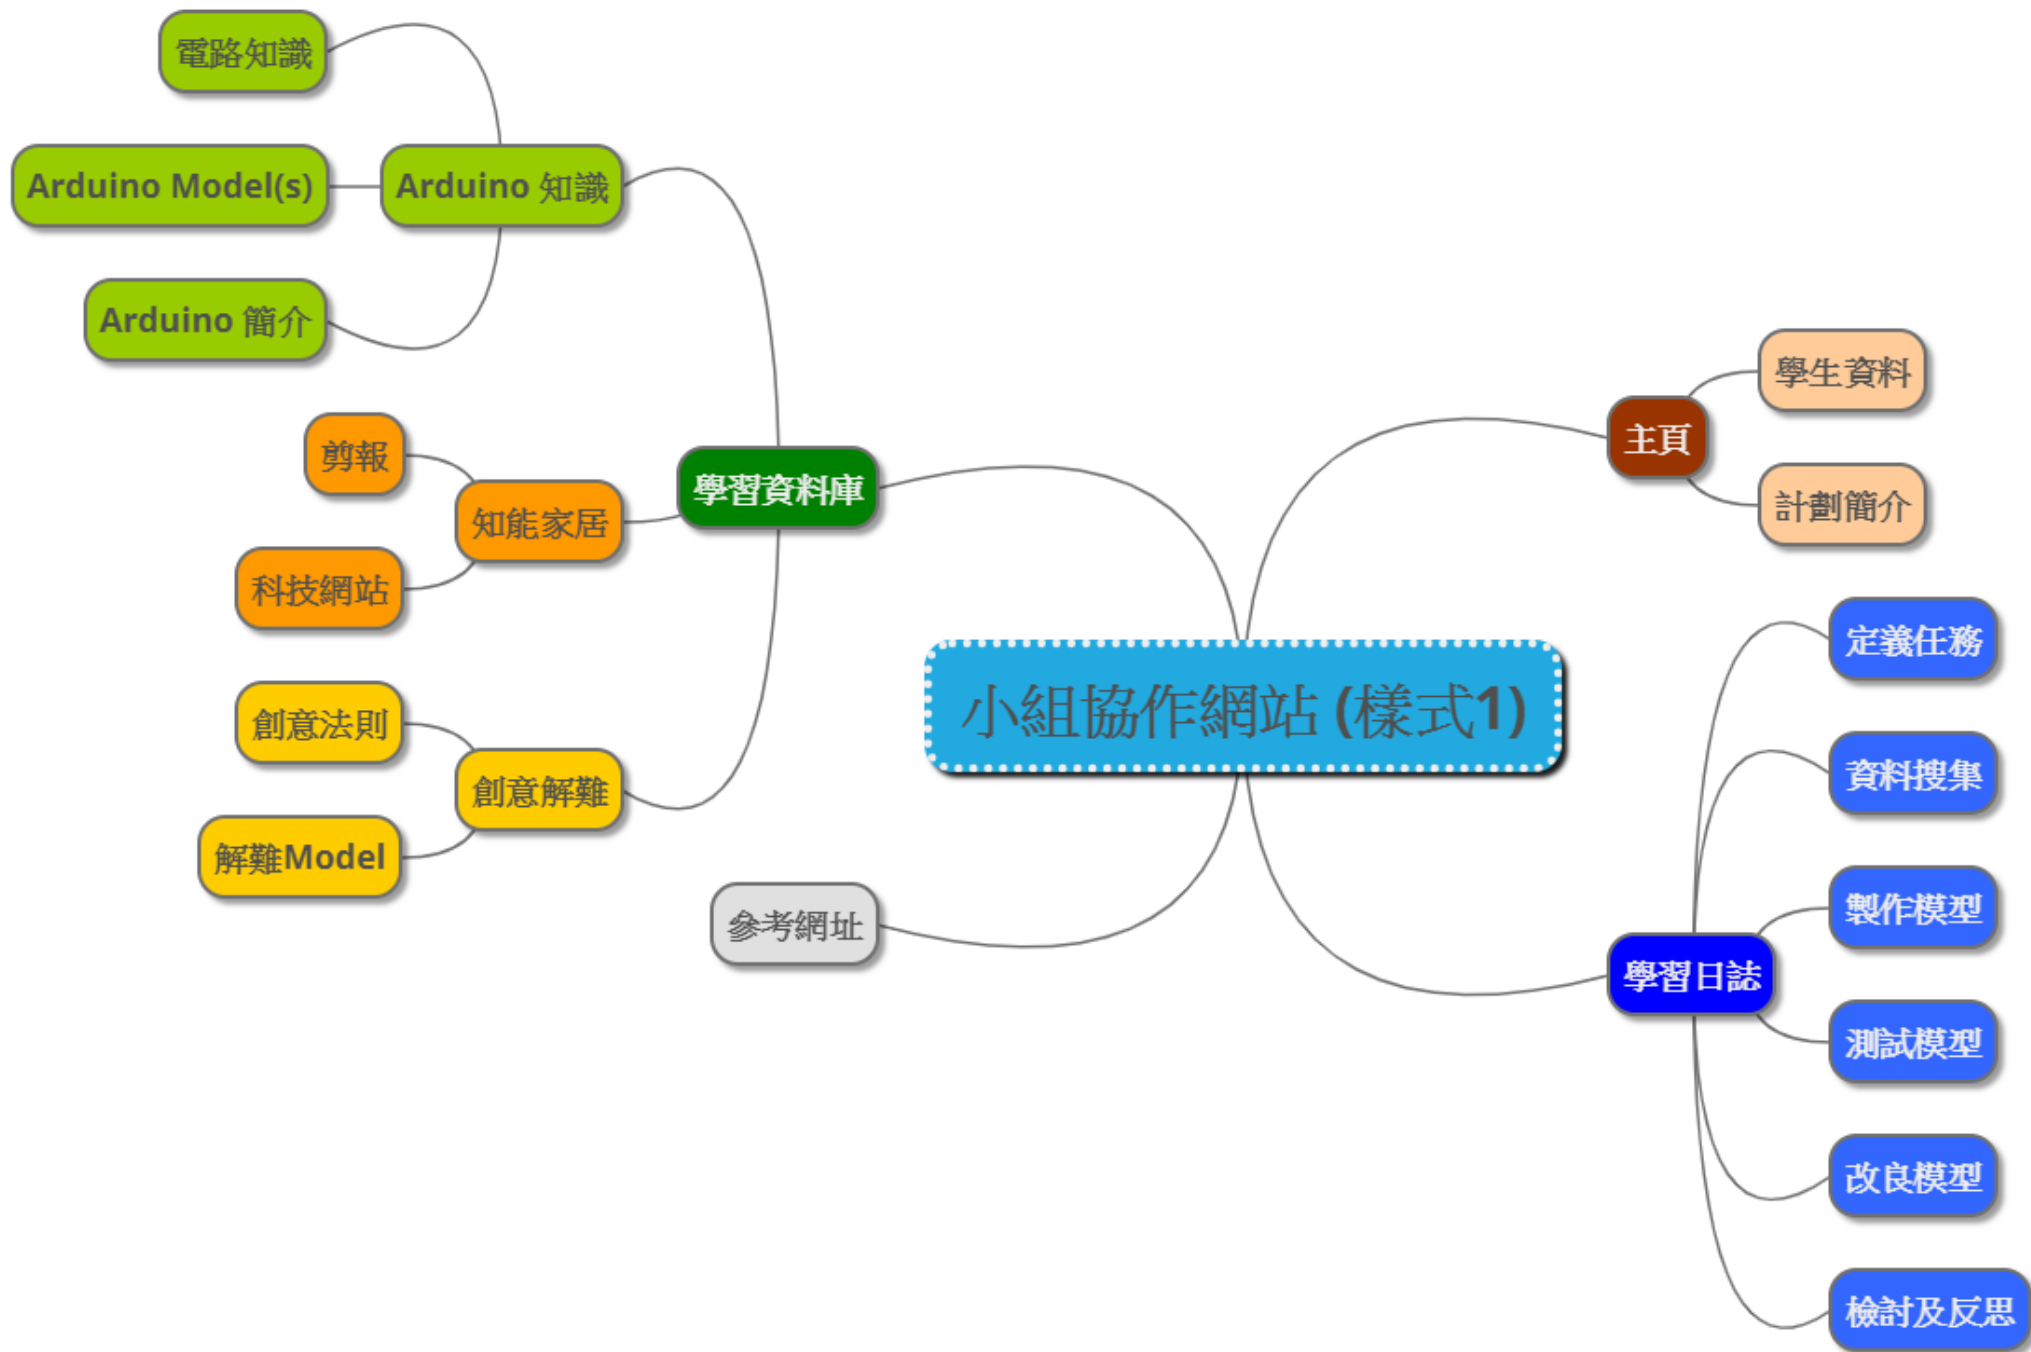 電路知識
Arduino Model(s)
Arduino 知識
Arduino 簡介
剪報
知能家居
科技網站
創意法則
創意解難
解難Model
學習資料庫
參考網址
小組協作網站 (樣式1)
主頁
學生資料
計劃簡介
學習日誌
定義任務
資料搜集
製作模型
測試模型
改良模型
檢討及反思